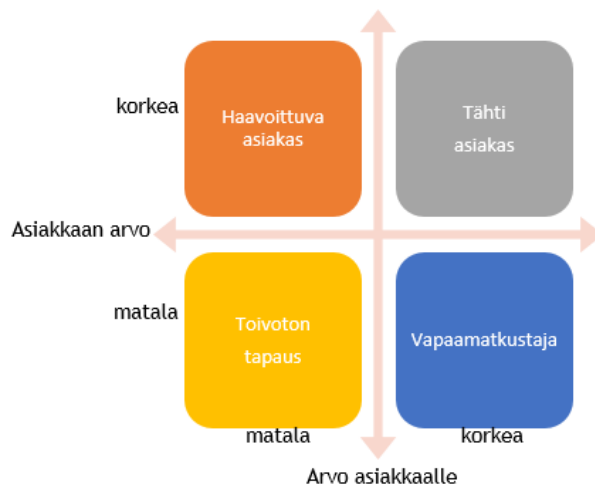 korkea
Haavoittuva
asiakas
Tähti
asiakas
Asiakkaan arvo
matala
Toivoton
tapaus
Vapaamatkustaja
matala
korkea
Arvo asiakkaalle